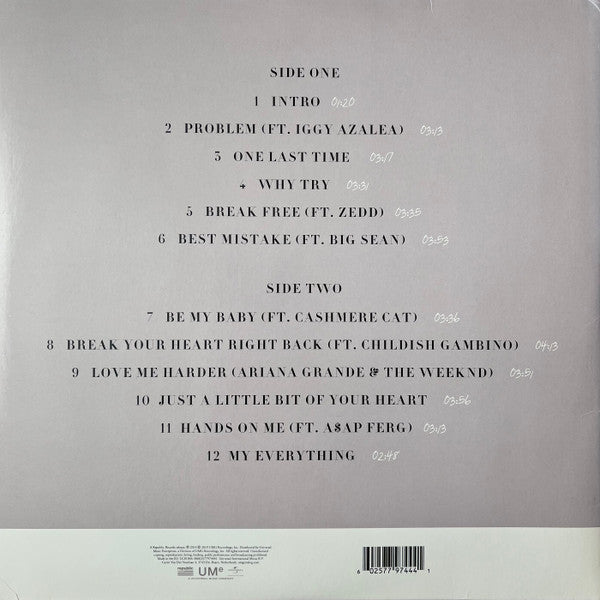 SIDE ONE
1 INTRO 01:20
2 PROBLEM (FT. IGGY AZALEA) 03:13
3 ONE LAST TIME 03:17
4 WHY TRY 03:31
5 BREAK FREE (FT. ZEDD) 03:35
6 BEST MISTAKE (FT. BIG SEAN) 03:53
SIDE TWO
7 BE MY BABY (FT. CASHMERE CAT) 03:36
8 BREAK YOUR HEART RIGHT BACK (FT. CHILDISH GAMBINO) 04:13
9 LOVE ME HARDER (ARIANA GRANDE & THE WEEKND) 03:51
10 JUST A LITTLE BIT OF YOUR HEART 03:56
11 HANDS ON ME (FT. A$AP FERG) 03:13
12 MY EVERYTHING 02:48
republic UMe UNIVERSAL
6 02577 97444 1